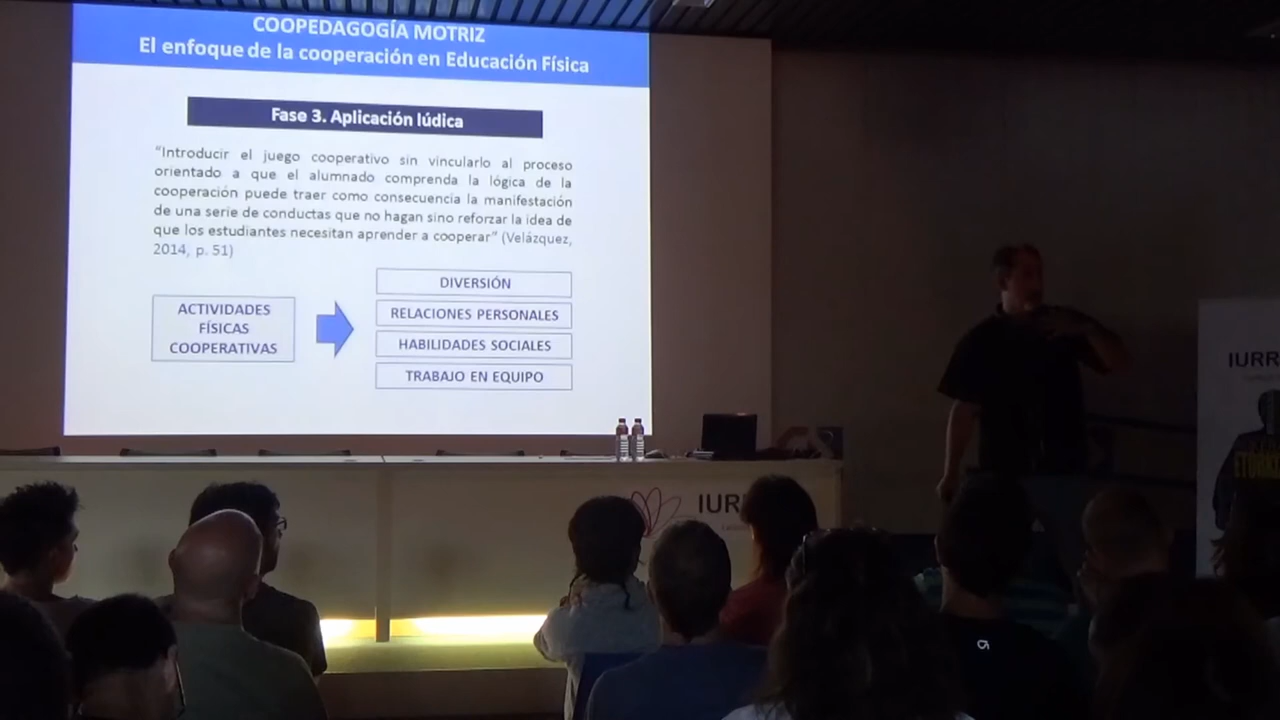 COOPEDAGOGÍA MOTRIZ
El enfoque de la cooperación en Educación Física
Fase 3. Aplicación lúdica
“Introducir el juego cooperativo sin vincularlo al proceso
orientado a que el alumnado comprenda la lógica de la
cooperación puede traer como consecuencia la manifestación
de una serie de conductas que no hagan sino reforzar la idea de
que los estudiantes necesitan aprender a cooperar” (Velázquez,
2014, p. 51)
ACTIVIDADES
FÍSICAS
COOPERATIVAS
DIVERSIÓN
RELACIONES PERSONALES
HABILIDADES SOCIALES
TRABAJO EN EQUIPO
IURR
IURR